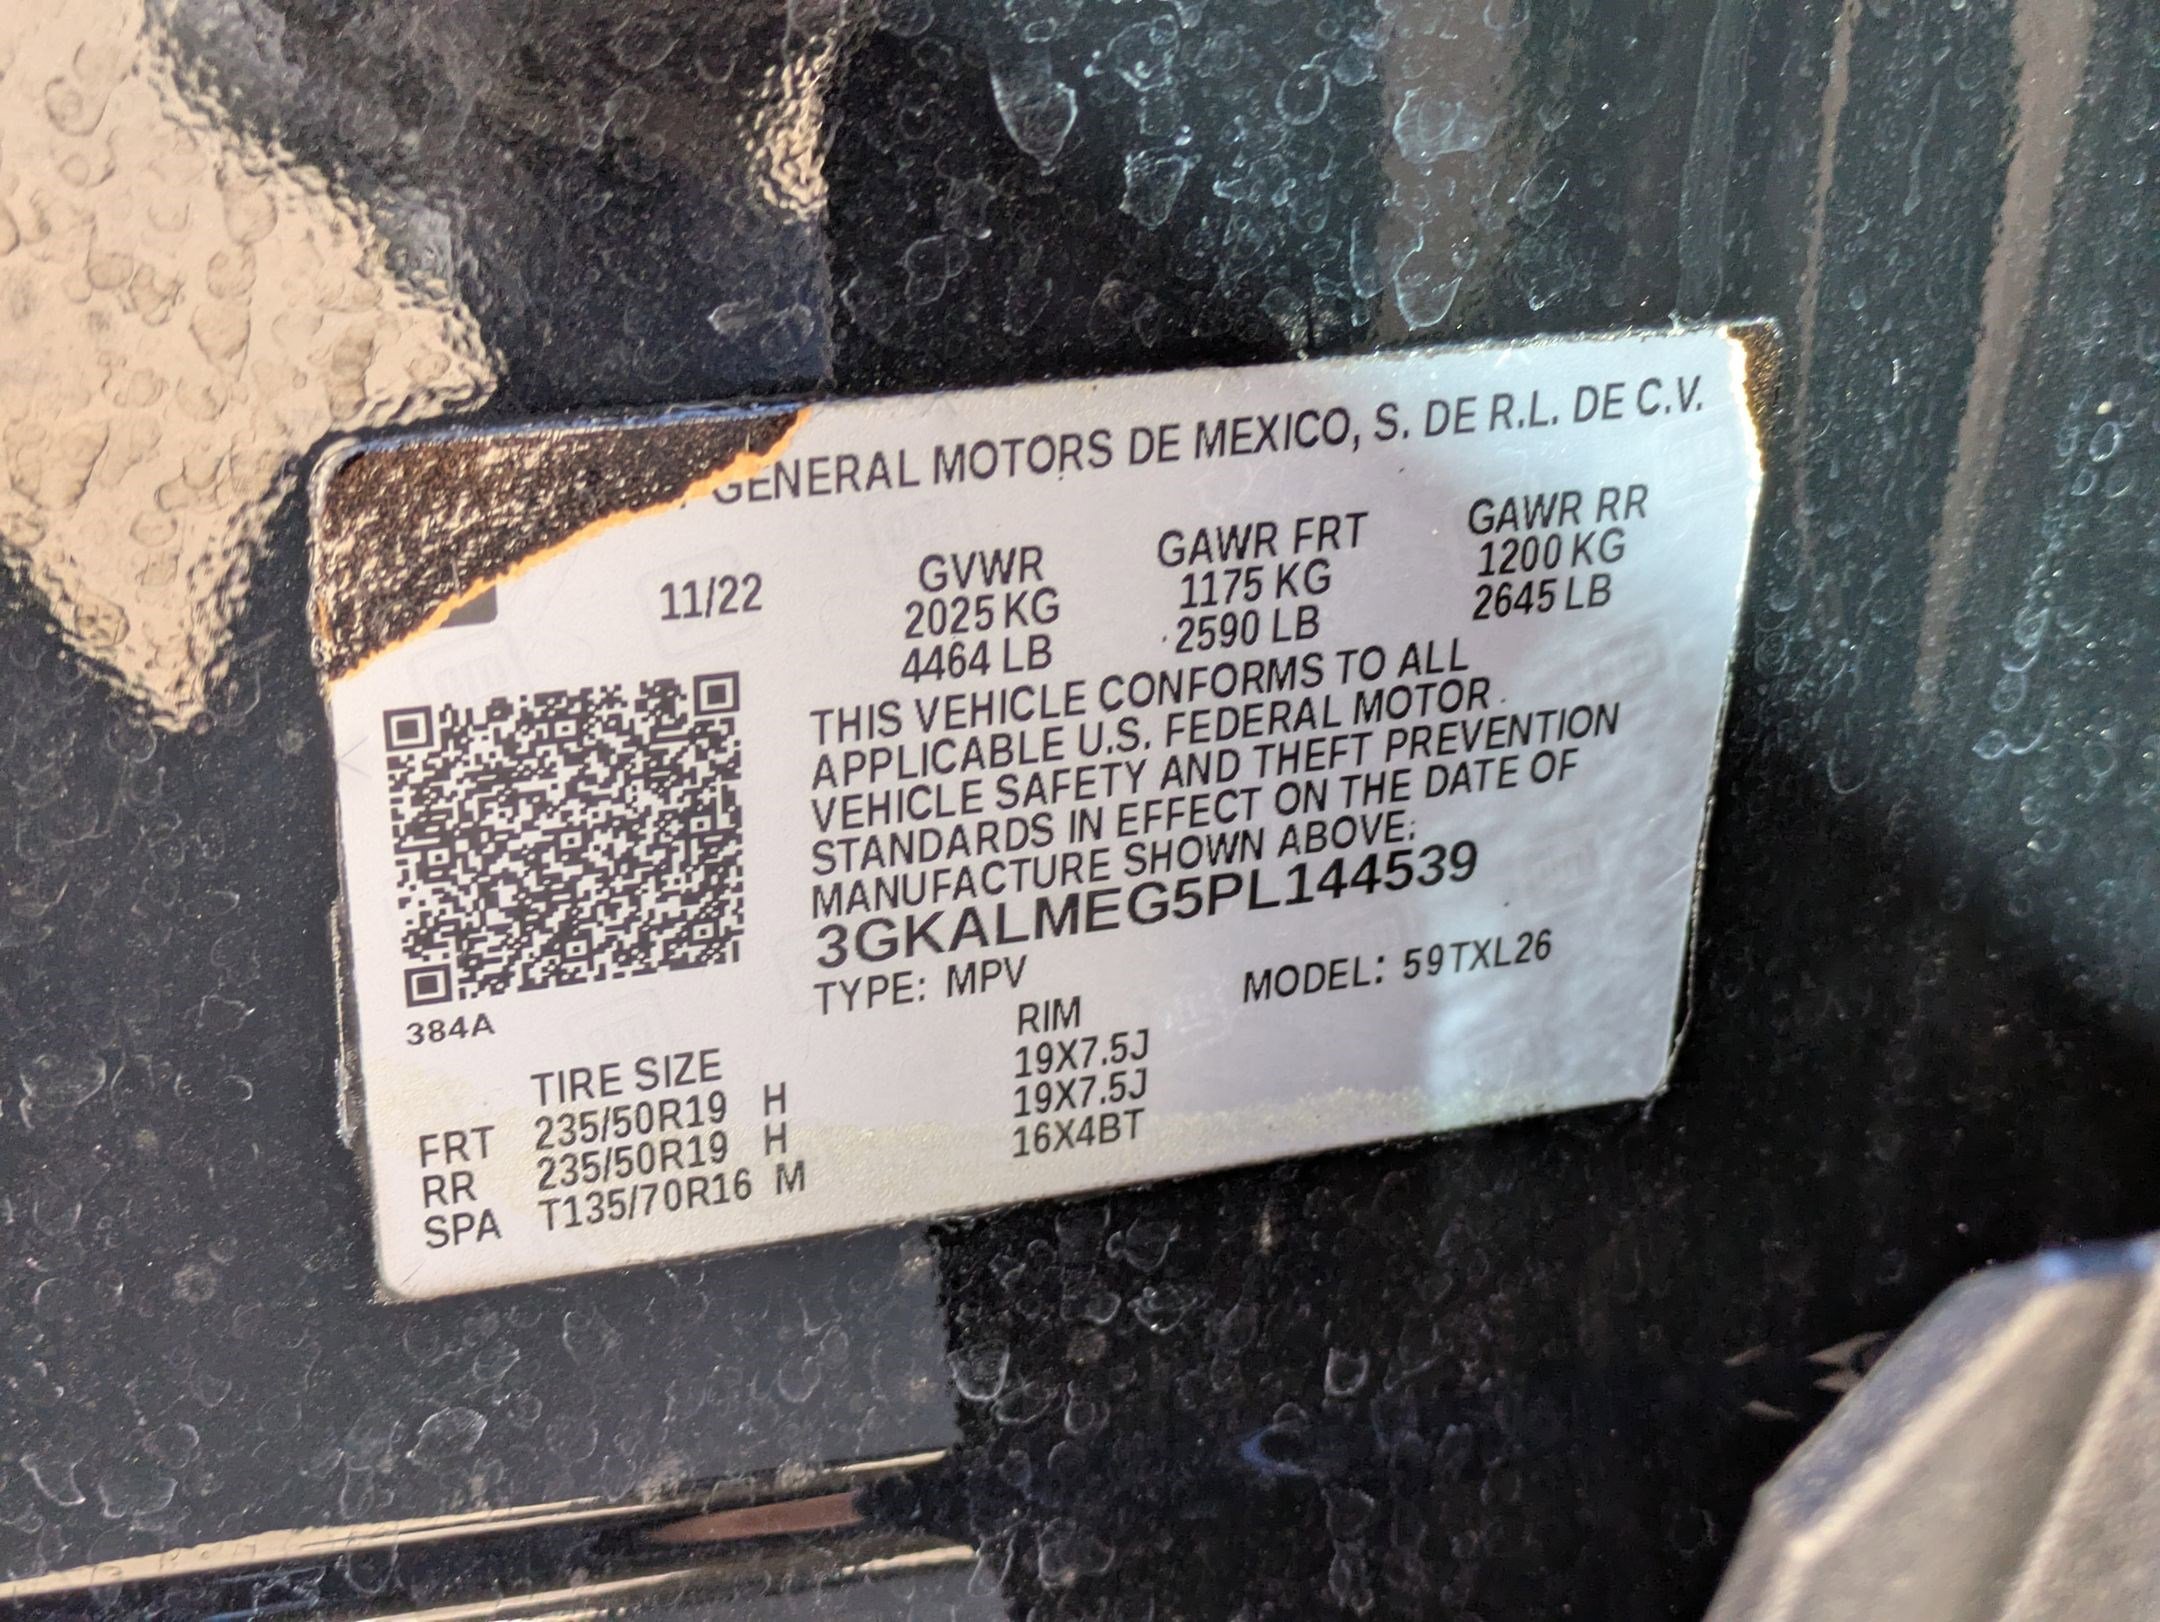 GENERAL MOTORS DE MEXICO, S. DE R.L. DE C.V.
11/22 GVWR GAWR FRT GAWR RR
2025 KG 1175 KG 1200 KG
4464 LB 2590 LB 2645 LB
THIS VEHICLE CONFORMS TO ALL
APPLICABLE U.S. FEDERAL MOTOR
VEHICLE SAFETY AND THEFT PREVENTION
STANDARDS IN EFFECT ON THE DATE OF
MANUFACTURE SHOWN ABOVE:
3GKALMEG5PL144539
TYPE: MPV MODEL: 59TXL26
384A
TIRE SIZE RIM
FRT 235/50R19 H 19X7.5J
RR 235/50R19 H 19X7.5J
SPA T135/70R16 M 16X4BT